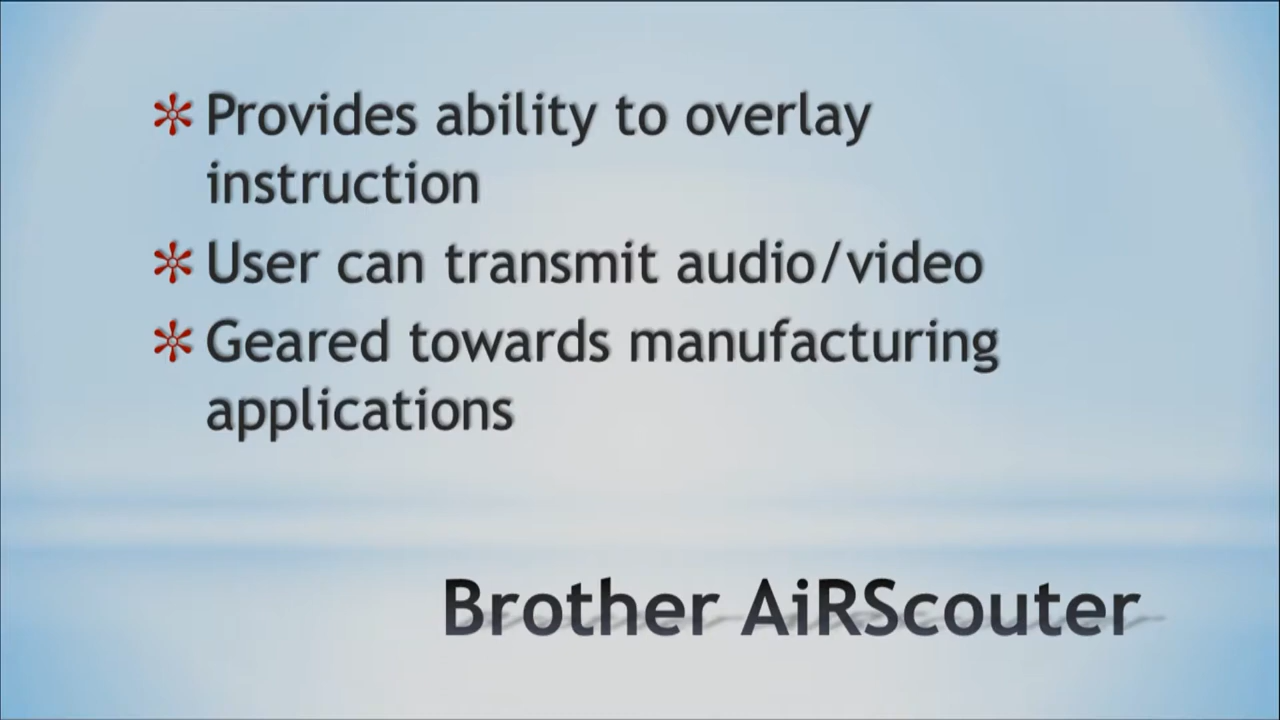 * Provides ability to overlay
instruction
* User can transmit audio/video
* Geared towards manufacturing
applications
Brother AiRScouter